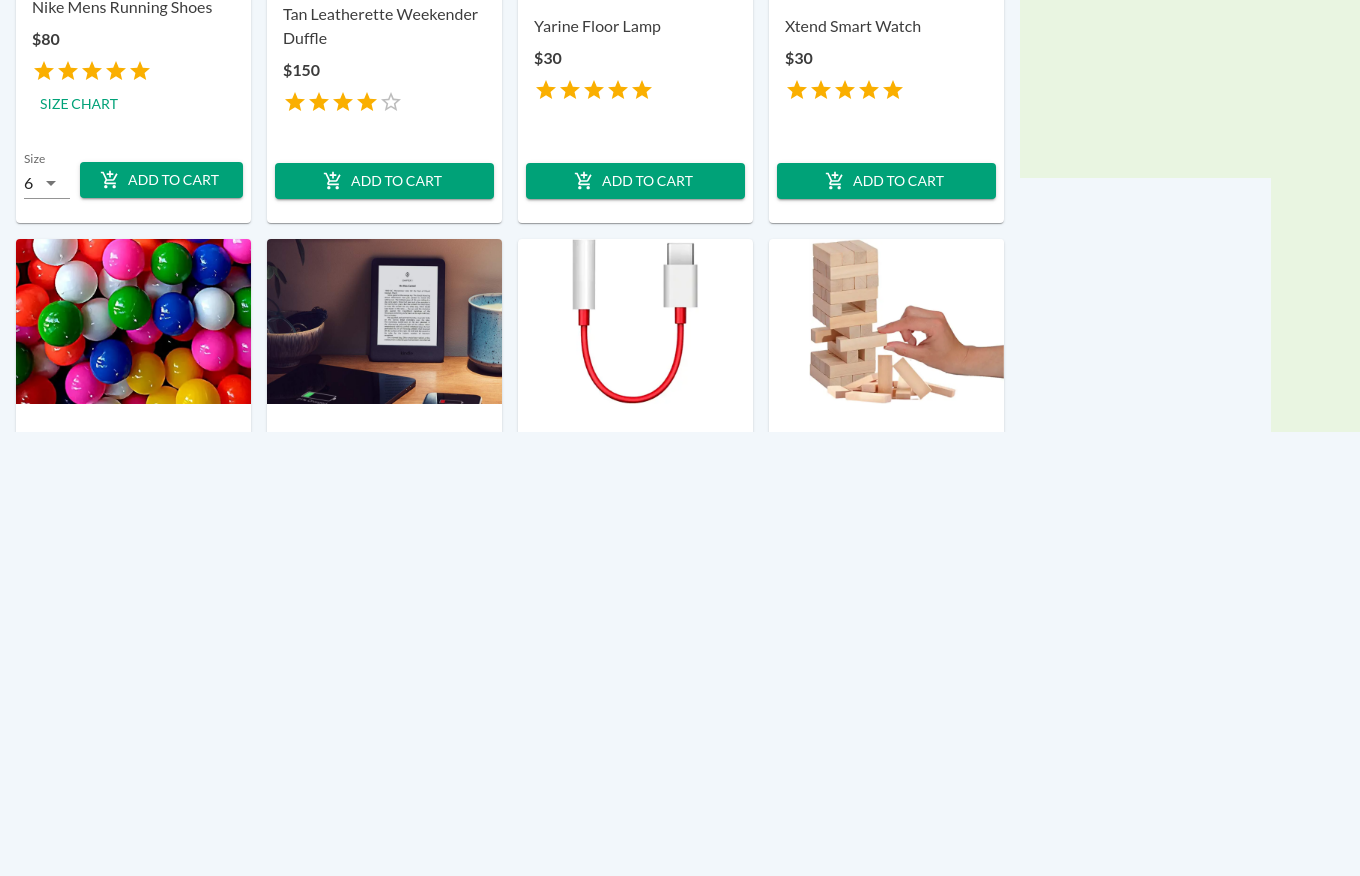 Nike Mens Running Shoes
$80
SIZE CHART
Size
6
ADD TO CART
Tan Leatherette Weekender
Duffle
$150
ADD TO CART
Yarine Floor Lamp
$30
ADD TO CART
Xtend Smart Watch
$30
ADD TO CART